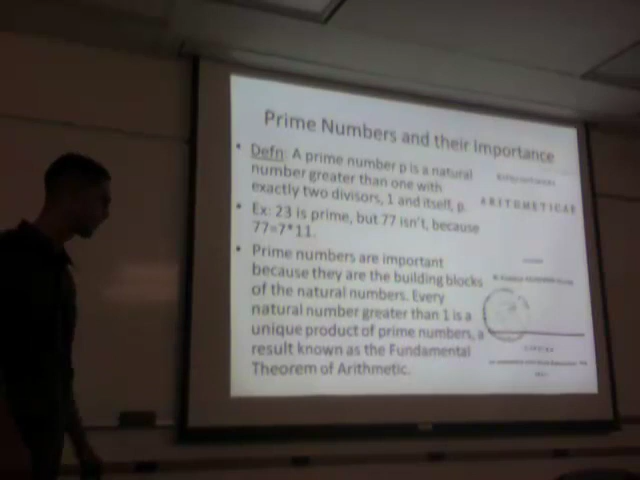 Prime Numbers and their Importance
• Defn: A prime number p is a natural
number greater than one with
exactly two divisors, 1 and itself, p.
• Ex: 23 is prime, but 77 isn't, because
77=7*11.
• Prime numbers are important
because they are the building blocks
of the natural numbers. Every
natural number greater than 1 is a
unique product of prime numbers, a
result known as the Fundamental
Theorem of Arithmetic.
ARITHMETICAE